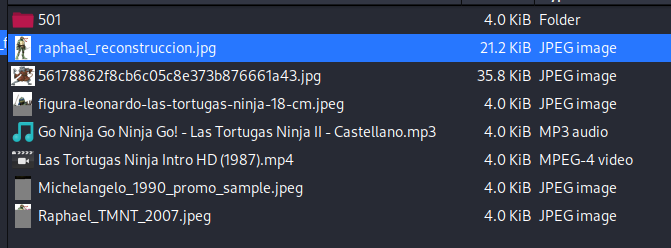 501 4.0 KiB Folder
raphael_reconstruccion.jpg 21.2 KiB JPEG image
56178862f8cb6c05c8e373b876661a43.jpg 35.8 KiB JPEG image
figura-leonardo-las-tortugas-ninja-18-cm.jpeg 4.0 KiB JPEG image
Go Ninja Go Ninja Go! - Las Tortugas Ninja II - Castellano.mp3 4.0 KiB MP3 audio
Las Tortugas Ninja Intro HD (1987).mp4 4.0 KiB MPEG-4 video
Michelangelo_1990_promo_sample.jpeg 4.0 KiB JPEG image
Raphael_TMNT_2007.jpeg 4.0 KiB JPEG image